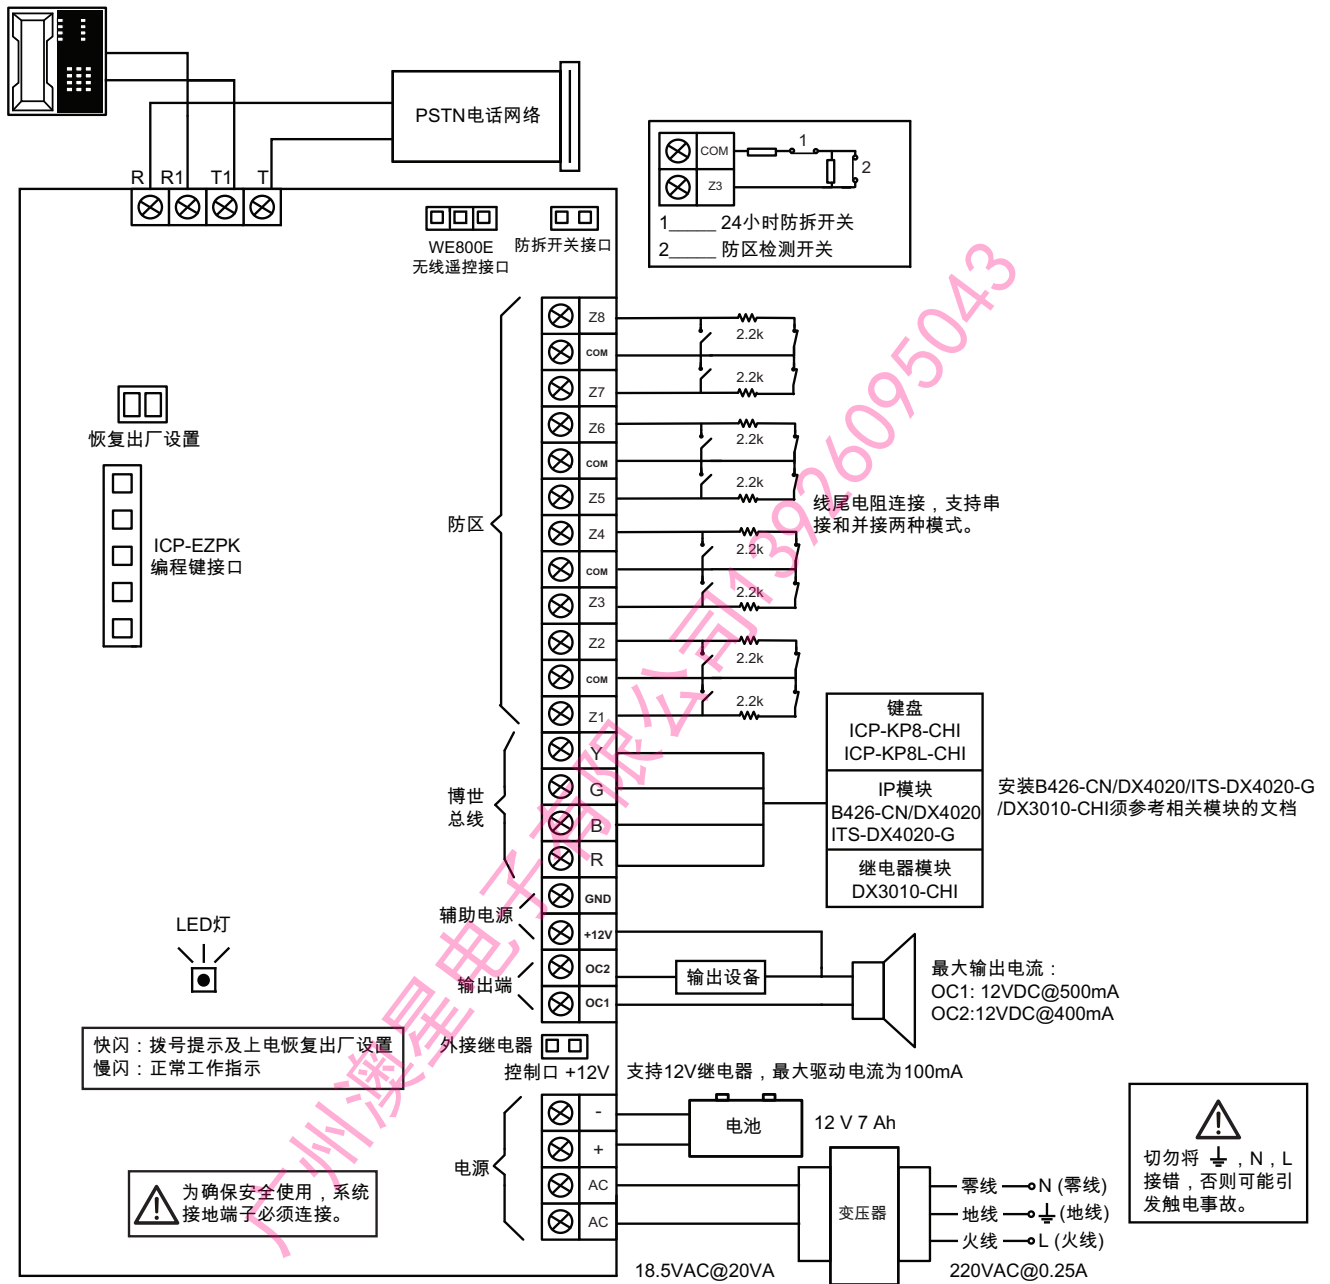 PSTN电话网络
R R1 T1 T
WE800E
无线遥控接口
防拆开关接口
COM
Z3
1
2
1____ 24小时防拆开关
2____ 防区检测开关
恢复出厂设置
ICP-EZPK
编程键接口
防区
Z8
COM
Z7
Z6
COM
Z5
Z4
COM
Z3
Z2
COM
Z1
2.2k
2.2k
2.2k
2.2k
2.2k
2.2k
2.2k
2.2k
线尾电阻连接，支持串
接和并接两种模式。
博世
总线
Y
G
B
R
键盘
ICP-KP8-CHI
ICP-KP8L-CHI
IP模块
B426-CN/DX4020
ITS-DX4020-G
继电器模块
DX3010-CHI
安装B426-CN/DX4020/ITS-DX4020-G
/DX3010-CHI须参考相关模块的文档
辅助电源
GND
+12V
输出端
OC2
OC1
输出设备
最大输出电流：
OC1: 12VDC@500mA
OC2:12VDC@400mA
LED灯
快闪：拨号提示及上电恢复出厂设置
慢闪：正常工作指示
外接继电器
控制口 +12V
支持12V继电器，最大驱动电流为100mA
电源
-
+
AC
AC
电池
12 V 7 Ah
变压器
零线 N (零线)
地线 (地线)
火线 L (火线)
18.5VAC@20VA
220VAC@0.25A
为确保安全使用，系统
接地端子必须连接。
切勿将 ，N，L
接错，否则可能引
发触电事故。
广州澳星电子有限公司13926095043